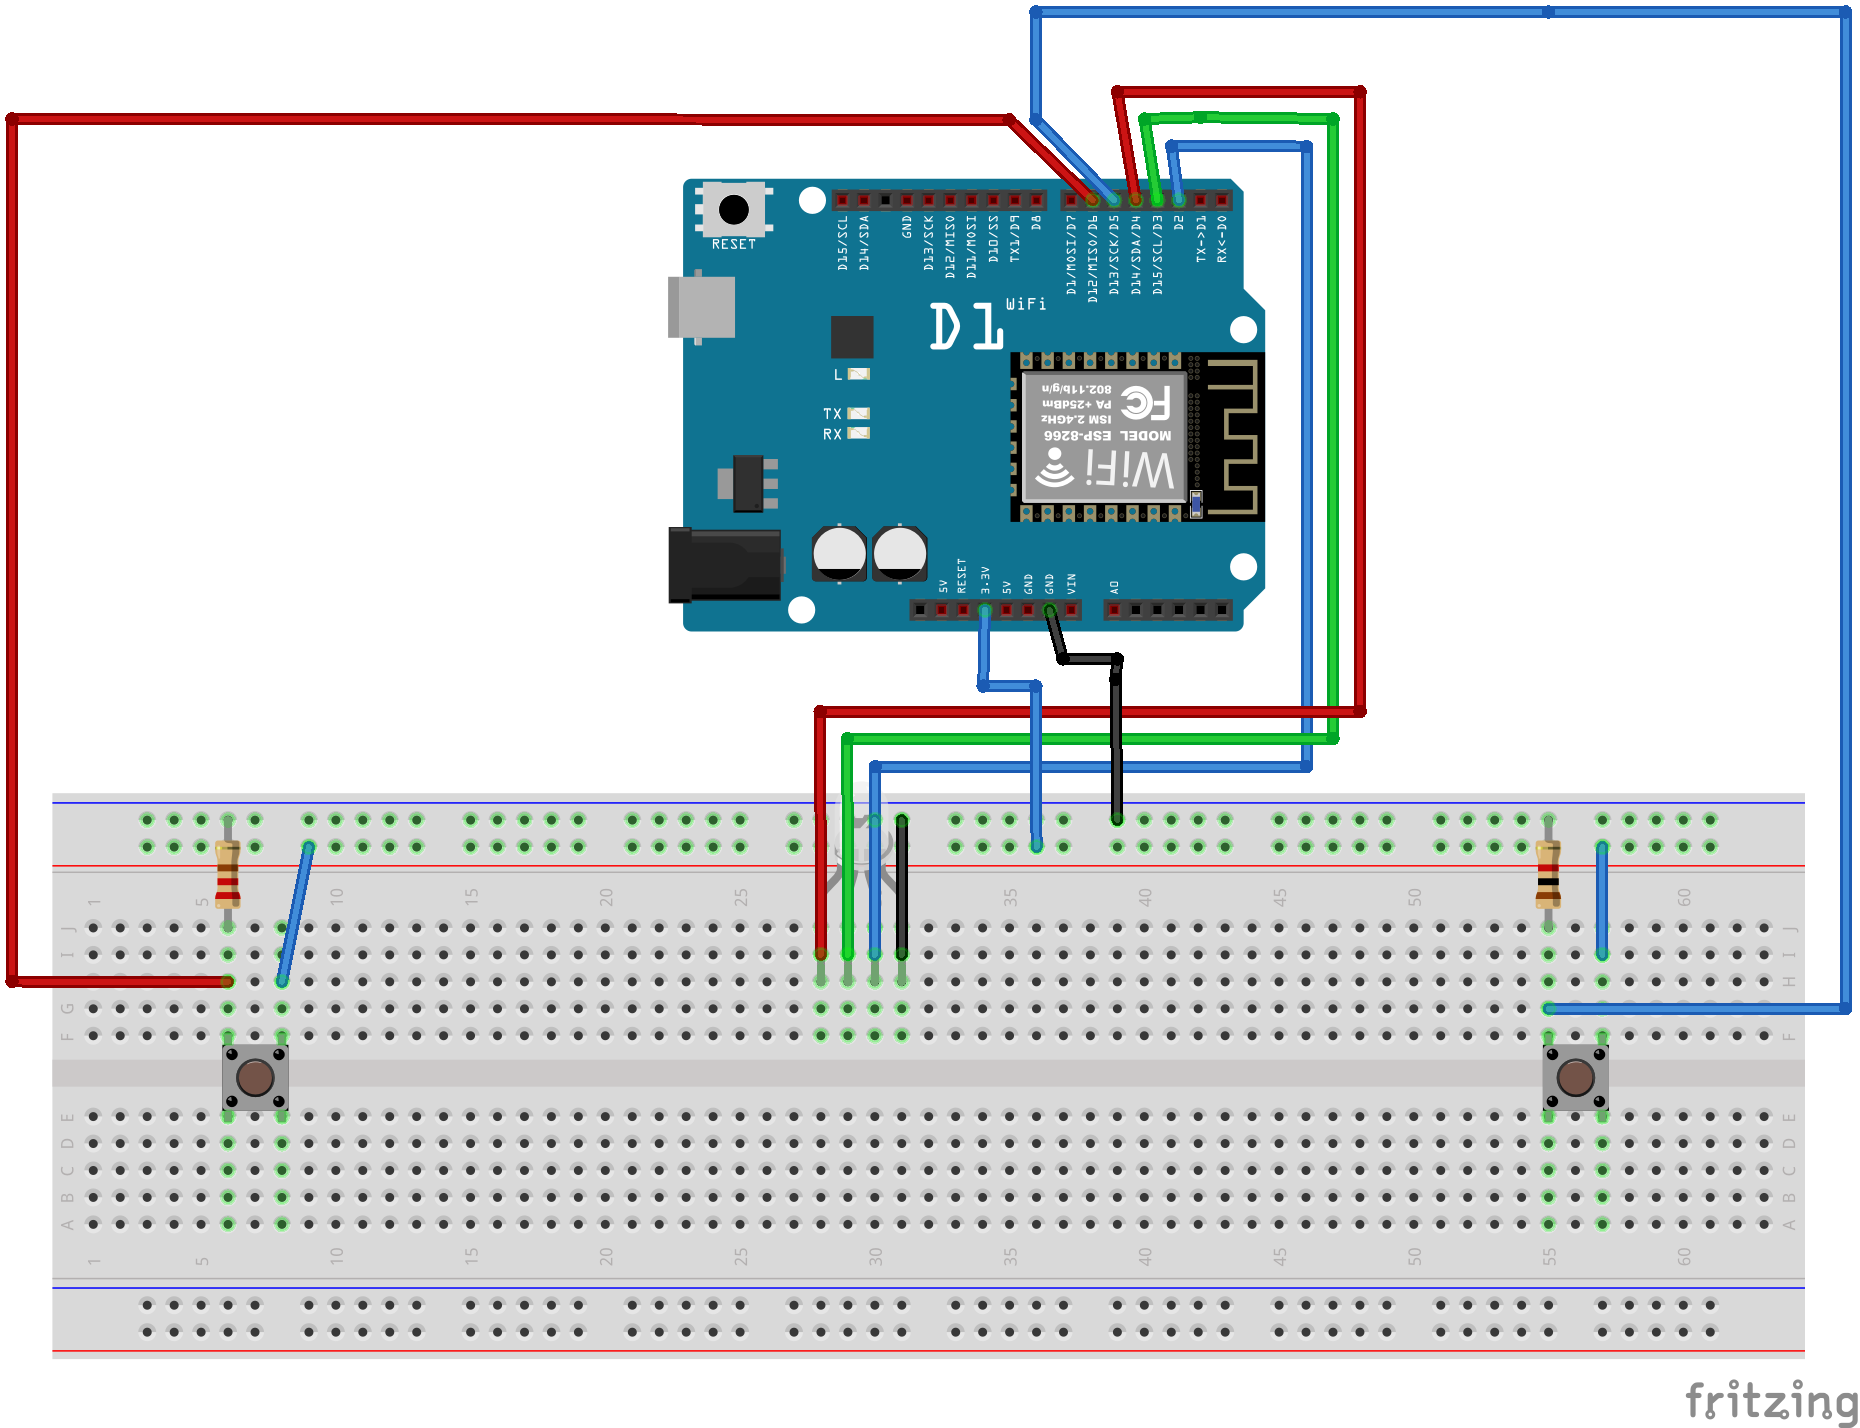 RESET
D15/SCL
D14/SDA
GND
D13/SCK
D12/MISO
D11/MOSI
D10/SS
TX1/D9
D8
D1/MOSI/D7
D12/MISO/D6
D13/SCK/D5
D14/SDA/D4
D15/SCL/D3
D2
TX->D1
RX<-D0
D1 WiFi
L
TX
RX
WiFi
MODEL ESP-8266
ISM 2.4GHz
PA +25dBm
802.11b/g/n
FC
5V
RESET
3.3V
5V
GND
GND
VIN
A0
1 5 10 15 20 25 35 40 45 50 60
J J
I I
H
G G
F F
E E
D D
C C
B B
A A
1 5 10 15 20 25 30 35 40 45 50 55 60
fritzing